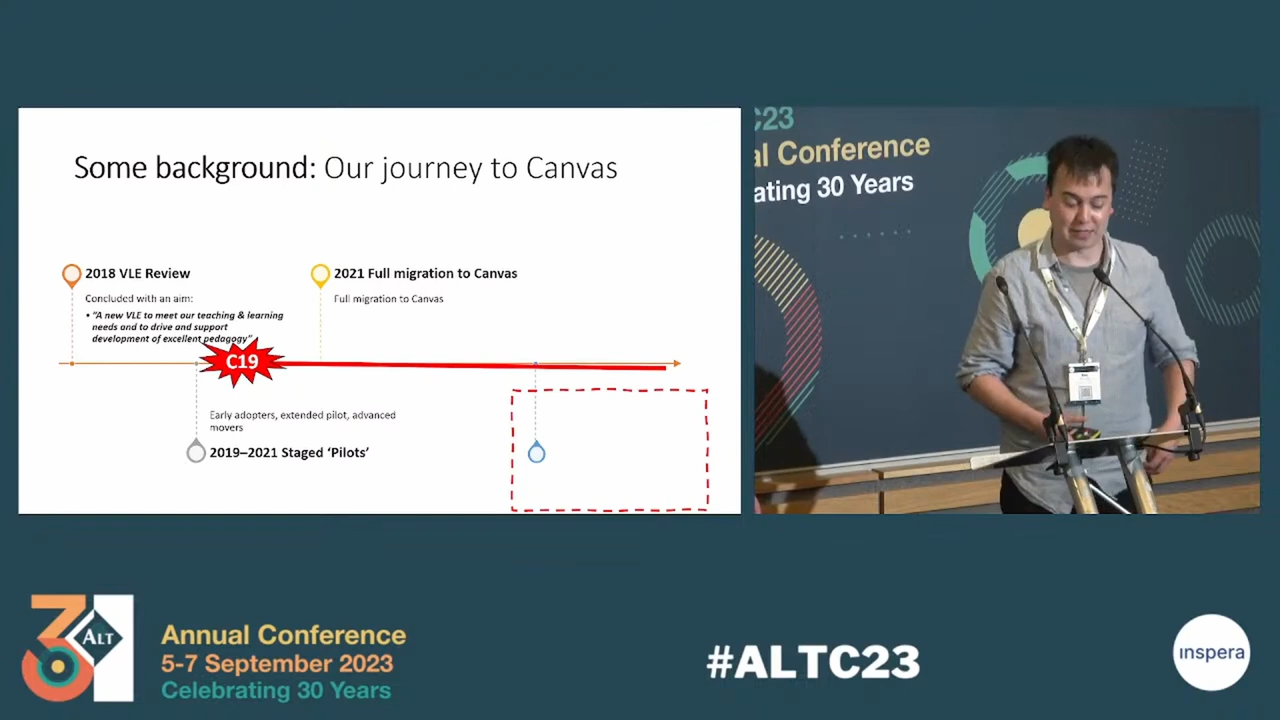 Some background: Our journey to Canvas
2018 VLE Review
Concluded with an aim:
• "A new VLE to meet our teaching & learning
needs and to drive and support
development of excellent pedagogy"
2021 Full migration to Canvas
Full migration to Canvas
C19
Early adopters, extended pilot, advanced
movers
2019–2021 Staged 'Pilots'
C23
al Conference
ating 30 Years
30
ALT
Annual Conference
5-7 September 2023
Celebrating 30 Years
#ALTC23
inspera